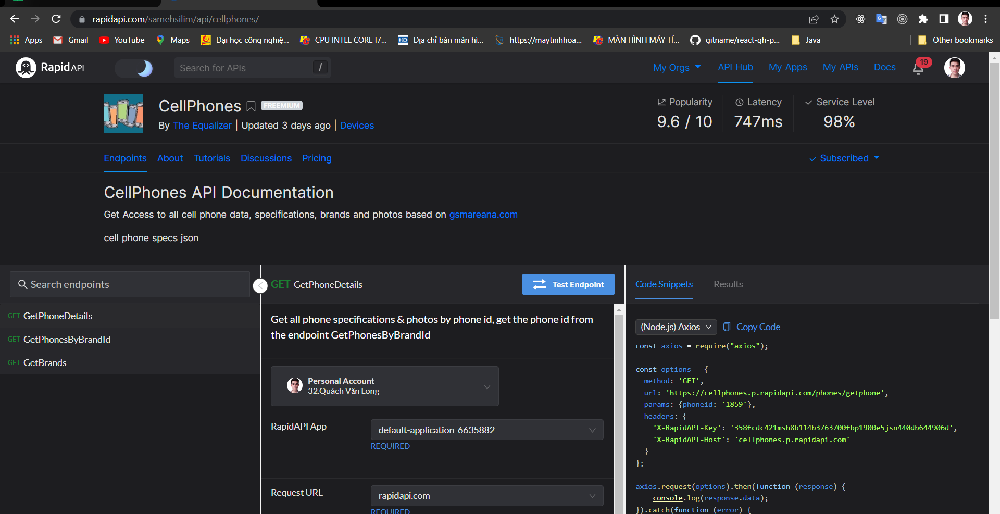 rapidapi.com/samehsilim/api/cellphones/
Apps
Gmail
YouTube
Maps
Đại học công nghiệ...
CPU INTEL CORE I7...
Địa chỉ bán màn hì...
https://maytinhhoa...
MÀN HÌNH MÁY TÍ...
gitname/react-gh-p...
Java
Other bookmarks
Rapid API
Search for APIs
/
My Orgs
API Hub
My Apps
My APIs
Docs
19
CellPhones
FREEMIUM
By The Equalizer | Updated 3 days ago | Devices
Popularity
9.6 / 10
Latency
747ms
Service Level
98%
Endpoints
About
Tutorials
Discussions
Pricing
Subscribed
CellPhones API Documentation
Get Access to all cell phone data, specifications, brands and photos based on gsmareana.com
cell phone specs json
Search endpoints
GET GetPhoneDetails
GET GetPhonesByBrandId
GET GetBrands
GET GetPhoneDetails
Test Endpoint
Get all phone specifications & photos by phone id, get the phone id from
the endpoint GetPhonesByBrandId
Personal Account
32.Quách Văn Long
RapidAPI App
default-application_6635882
REQUIRED
Request URL
rapidapi.com
REQUIRED
Code Snippets
Results
(Node.js) Axios
Copy Code
const axios = require("axios");
const options = {
method: 'GET',
url: 'https://cellphones.p.rapidapi.com/phones/getphone',
params: {phoneid: '1859'},
headers: {
'X-RapidAPI-Key': '358fcdc421msh8b114b3763700fbp1900e5jsn440db644906d',
'X-RapidAPI-Host': 'cellphones.p.rapidapi.com'
}
};
axios.request(options).then(function (response) {
console.log(response.data);
}).catch(function (error) {